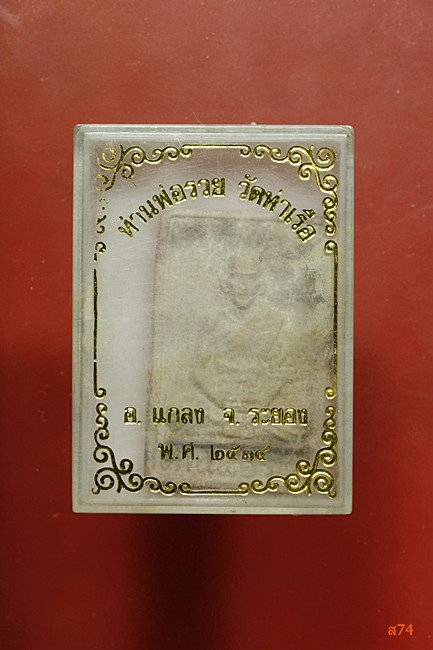 ท่านพ่อรวย วัดท่าเรือ
อ. แกลง จ. ระยอง
พ.ศ. ๒๕๓๔
ส74